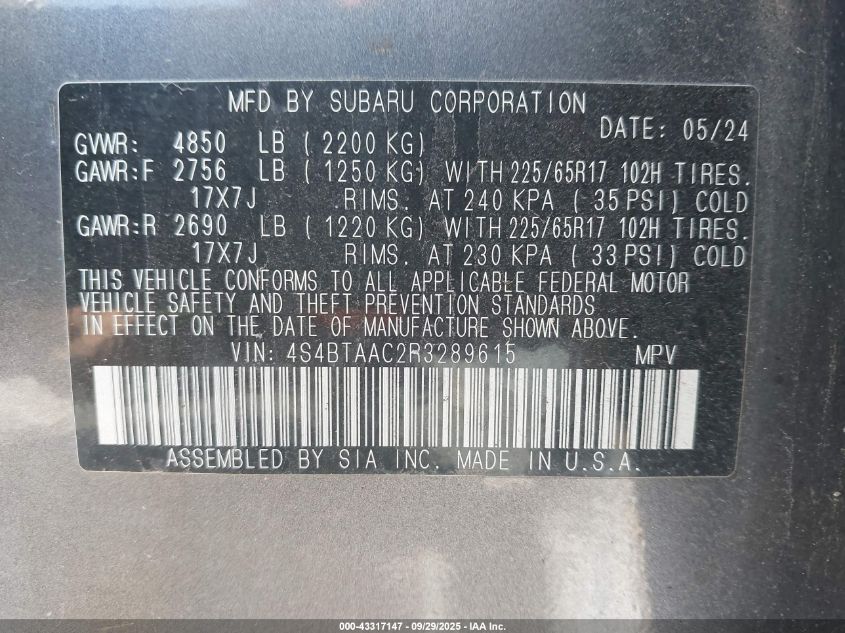 MFD BY SUBARU CORPORATION
DATE: 05/24
GVWR: 4850 LB ( 2200 KG)
GAWR:F 2756 LB ( 1250 KG) WITH 225/65R17 102H TIRES.
17X7J .RIMS. AT 240 KPA ( 35 PSI) COLD
GAWR:R 2690 LB ( 1220 KG) WITH 225/65R17 102H TIRES.
17X7J RIMS. AT 230 KPA ( 33 PSI) COLD
THIS VEHICLE CONFORMS TO ALL APPLICABLE FEDERAL MOTOR
VEHICLE SAFETY AND THEFT PREVENTION STANDARDS
IN EFFECT ON THE DATE OF MANUFACTURE SHOWN ABOVE.
VIN: 4S4BTAAC2R3289615 MPV
ASSEMBLED BY SIA INC. MADE IN U.S.A.
000-43317147 - 09/29/2025 - IAA Inc.